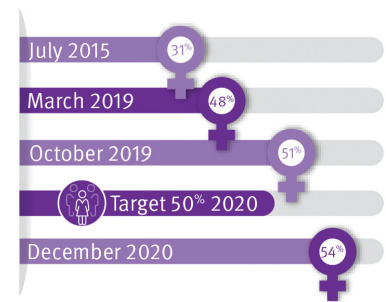 July 2015 31%
March 2019 48%
October 2019 51%
Target 50% 2020
December 2020 54%